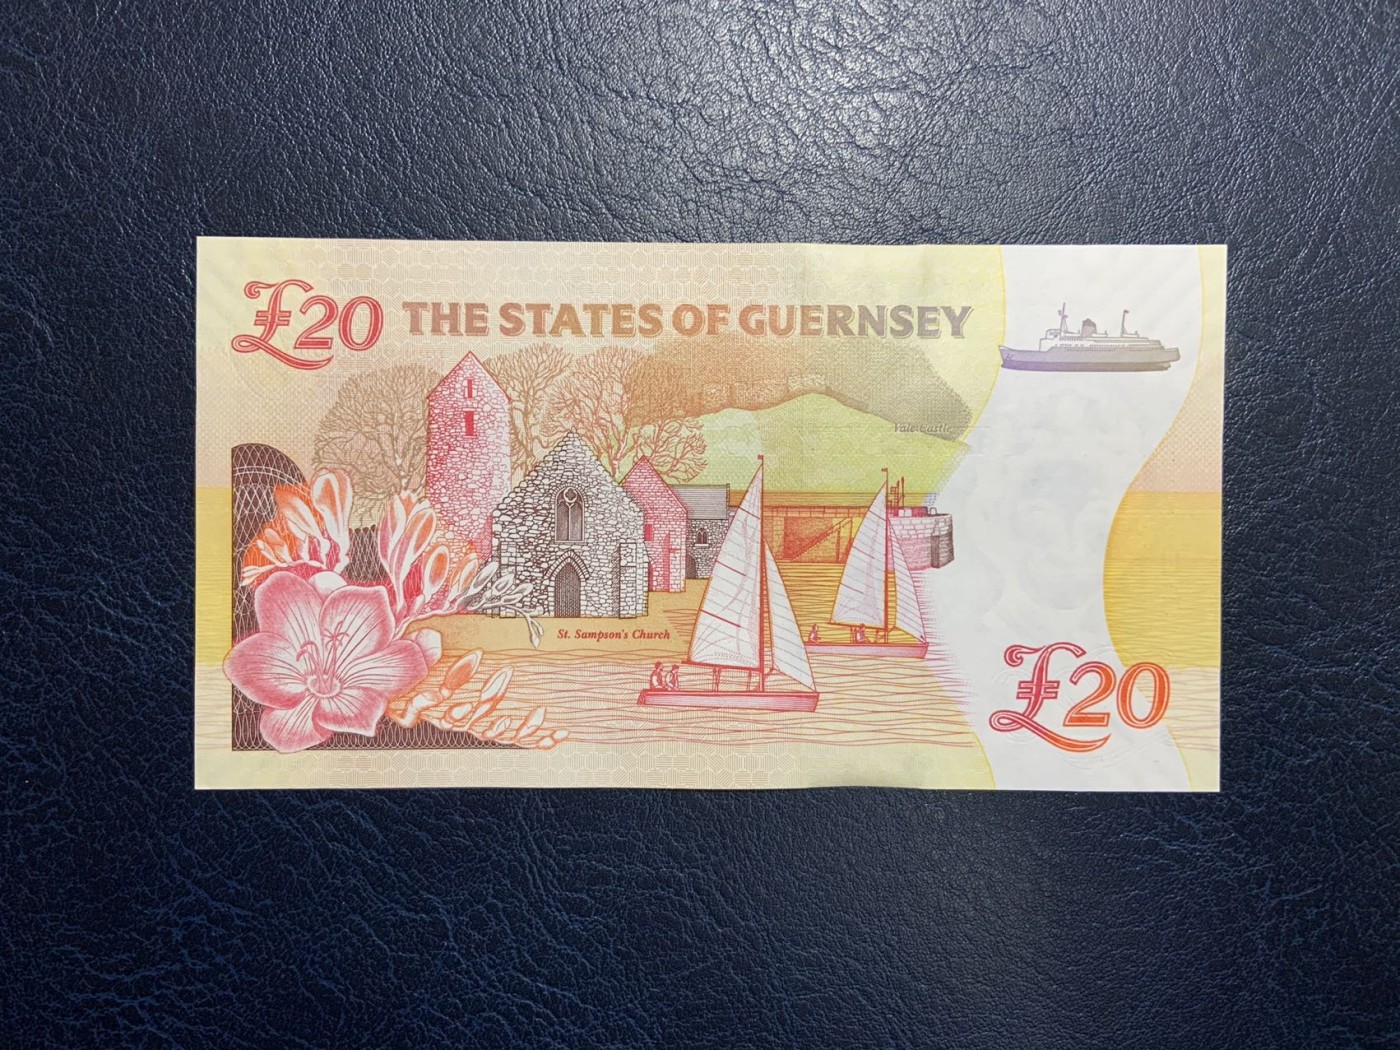 £20 THE STATES OF GUERNSEY
Vale Castle
St. Sampson's Church
£20